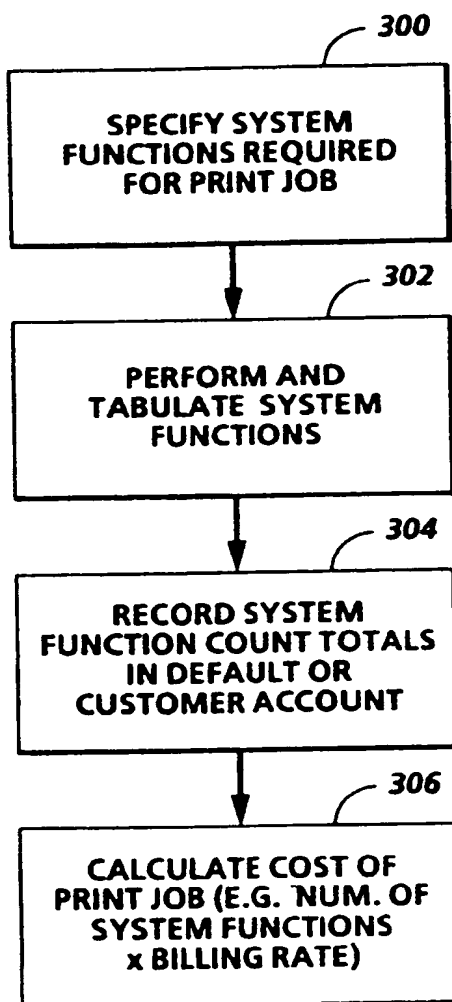 300
SPECIFY SYSTEM
FUNCTIONS REQUIRED
FOR PRINT JOB
302
PERFORM AND
TABULATE SYSTEM
FUNCTIONS
304
RECORD SYSTEM
FUNCTION COUNT TOTALS
IN DEFAULT OR
CUSTOMER ACCOUNT
306
CALCULATE COST OF
PRINT JOB (E.G. NUM. OF
SYSTEM FUNCTIONS
x BILLING RATE)